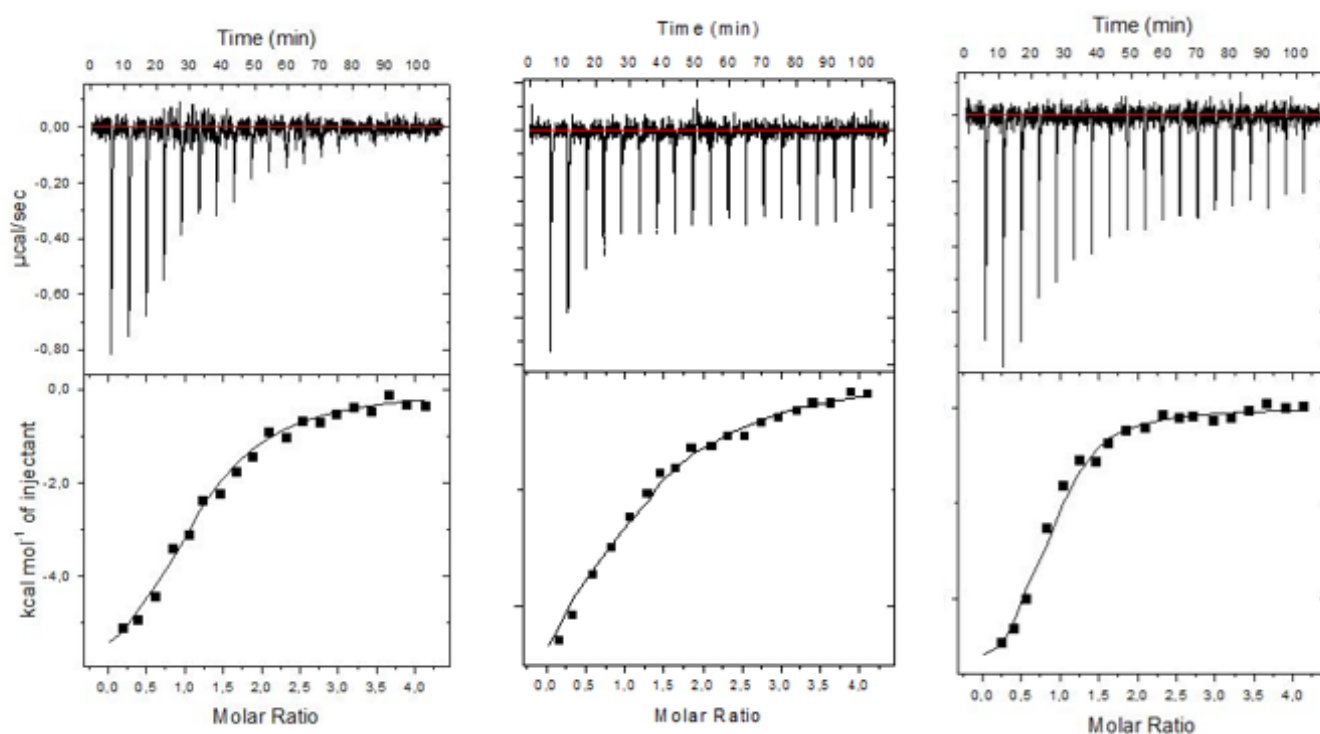 Time (min)
0 10 20 30 40 50 60 70 80 90 100
0,00
-0,20
-0,40
-0,60
-0,80
µcal/sec
0,0
-2,0
-4,0
kcal mol⁻¹ of injectant
0,0 0,5 1,0 1,5 2,0 2,5 3,0 3,5 4,0
Molar Ratio
Time (min)
0 10 20 30 40 50 60 70 80 90 100
0,0 0,5 1,0 1,5 2,0 2,5 3,0 3,5 4,0
Molar Ratio
Time (min)
0 10 20 30 40 50 60 70 80 90 100
0,0 0,5 1,0 1,5 2,0 2,5 3,0 3,5 4,0
Molar Ratio